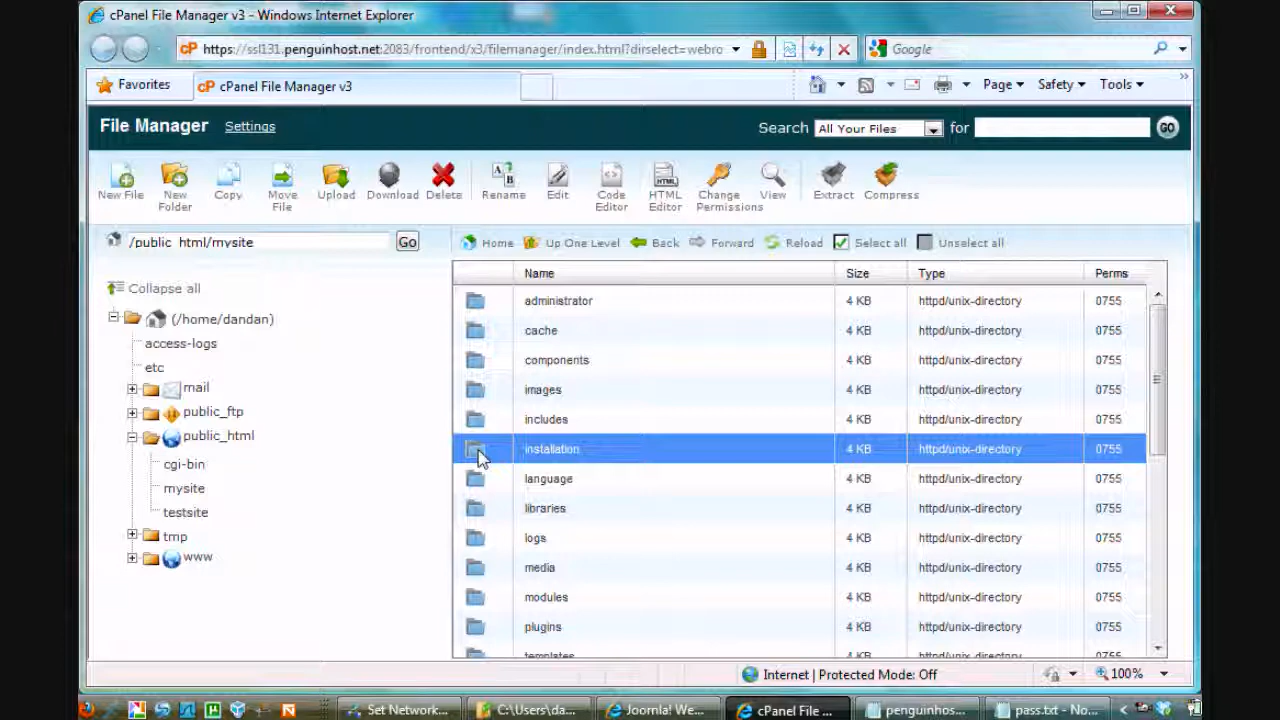 cPanel File Manager v3 - Windows Internet Explorer
https://ssl131.penguinhost.net:2083/frontend/x3/filemanager/index.html?dirselect=webro
Google
Favorites
cPanel File Manager v3
Page
Safety
Tools
File Manager
Settings
Search
All Your Files
for
GO
New File
New Folder
Copy
Move File
Upload
Download
Delete
Rename
Edit
Code Editor
HTML Editor
Change Permissions
View
Extract
Compress
/public_html/mysite
Go
Home
Up One Level
Back
Forward
Reload
Select all
Unselect all
Collapse all
(/home/dandan)
access-logs
etc
mail
public_ftp
public_html
cgi-bin
mysite
testsite
tmp
www
Name Size Type Perms
administrator 4 KB httpd/unix-directory 0755
cache 4 KB httpd/unix-directory 0755
components 4 KB httpd/unix-directory 0755
images 4 KB httpd/unix-directory 0755
includes 4 KB httpd/unix-directory 0755
installation 4 KB httpd/unix-directory 0755
language 4 KB httpd/unix-directory 0755
libraries 4 KB httpd/unix-directory 0755
logs 4 KB httpd/unix-directory 0755
media 4 KB httpd/unix-directory 0755
modules 4 KB httpd/unix-directory 0755
plugins 4 KB httpd/unix-directory 0755
templates
Internet | Protected Mode: Off
100%
Set Network...
C:\Users\da...
Joomla! We...
cPanel File ...
penguinhos...
pass.txt - No...